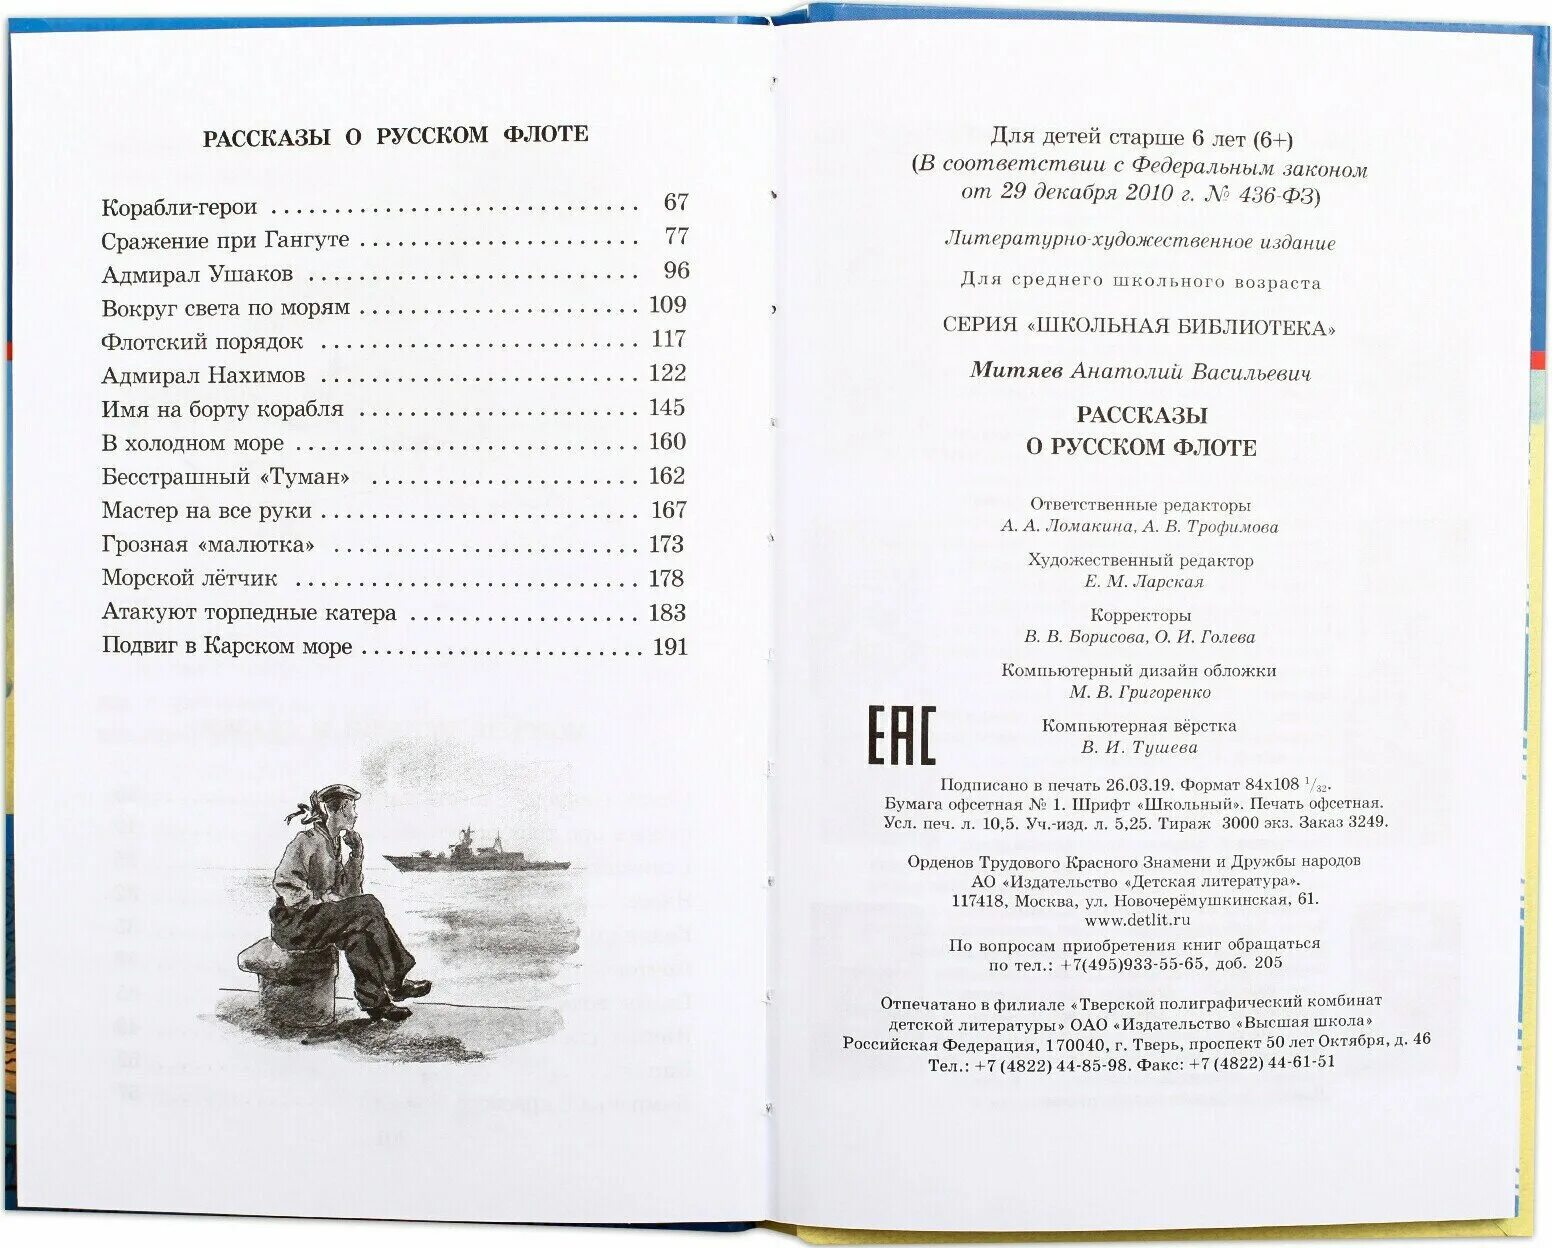 РАССКАЗЫ О РУССКОМ ФЛОТЕ
Корабли-герои . . . . . . . . . . . . . . . . . . . . . . . . . . . . . 67
Сражение при Гангуте . . . . . . . . . . . . . . . . . . . . . . 77
Адмирал Ушаков . . . . . . . . . . . . . . . . . . . . . . . . . . 96
Вокруг света по морям . . . . . . . . . . . . . . . . . . . . . . 109
Флотский порядок . . . . . . . . . . . . . . . . . . . . . . . . . 117
Адмирал Нахимов . . . . . . . . . . . . . . . . . . . . . . . . . 122
Имя на борту корабля . . . . . . . . . . . . . . . . . . . . . . 145
В холодном море . . . . . . . . . . . . . . . . . . . . . . . . . . . 160
Бесстрашный «Туман» . . . . . . . . . . . . . . . . . . . . . 162
Мастер на все руки . . . . . . . . . . . . . . . . . . . . . . . . . 167
Грозная «малютка» . . . . . . . . . . . . . . . . . . . . . . . . 173
Морской лётчик . . . . . . . . . . . . . . . . . . . . . . . . . . . 178
Атакуют торпедные катера . . . . . . . . . . . . . . . . . . 183
Подвиг в Карском море . . . . . . . . . . . . . . . . . . . . . . 191
Для детей старше 6 лет (6+)
(В соответствии с Федеральным законом
от 29 декабря 2010 г. № 436-ФЗ)
Литературно-художественное издание
Для среднего школьного возраста
СЕРИЯ «ШКОЛЬНАЯ БИБЛИОТЕКА»
Митяев Анатолий Васильевич
РАССКАЗЫ
О РУССКОМ ФЛОТЕ
Ответственные редакторы
А. А. Ломакина, А. В. Трофимова
Художественный редактор
Е. М. Ларская
Корректоры
В. В. Борисова, О. И. Голева
Компьютерный дизайн обложки
М. В. Григоренко
Компьютерная вёрстка
В. И. Тушева
EAC
Подписано в печать 26.03.19. Формат 84х108 1/32.
Бумага офсетная № 1. Шрифт «Школьный». Печать офсетная.
Усл. печ. л. 10,5. Уч.-изд. л. 5,25. Тираж 3000 экз. Заказ 3249.
Орденов Трудового Красного Знамени и Дружбы народов
АО «Издательство «Детская литература».
117418, Москва, ул. Новочерёмушкинская, 61.
www.detlit.ru
По вопросам приобретения книг обращаться
по тел.: +7(495)933-55-65, доб. 205
Отпечатано в филиале «Тверской полиграфический комбинат
детской литературы» ОАО «Издательство «Высшая школа»
Российская Федерация, 170040, г. Тверь, проспект 50 лет Октября, д. 46
Тел.: +7 (4822) 44-85-98. Факс: +7 (4822) 44-61-51